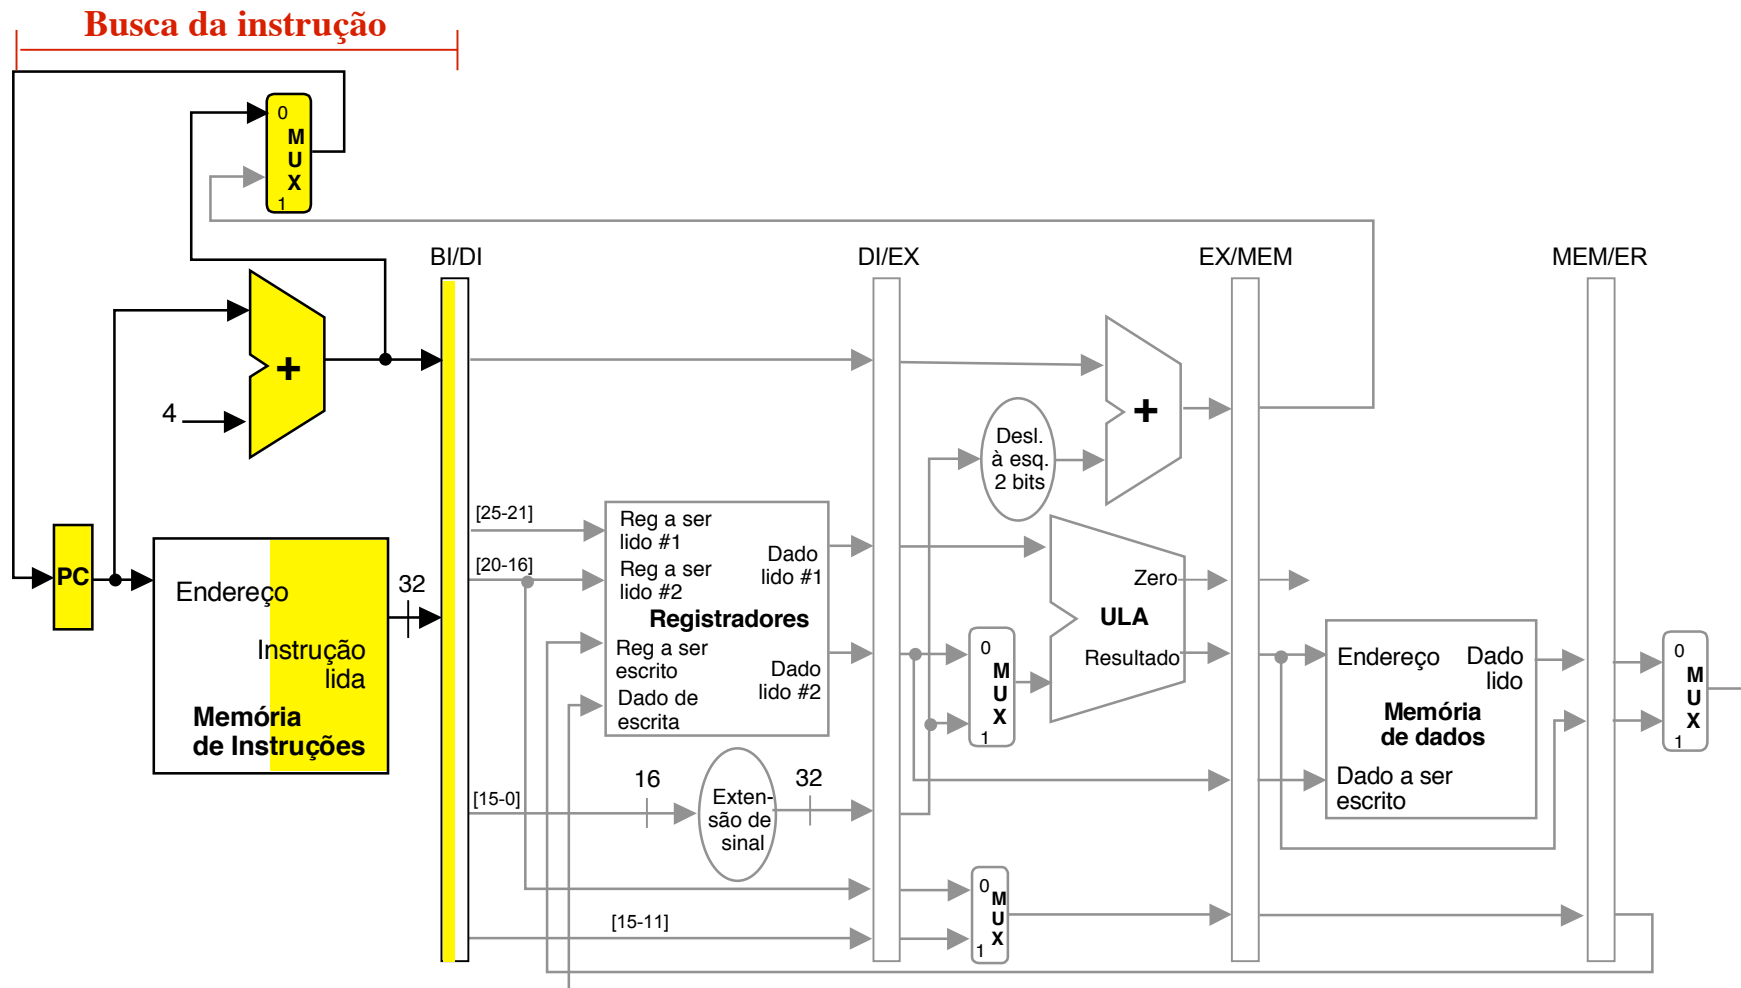 Busca da instrução
0
M
U
X
1
BI/DI
DI/EX
EX/MEM
MEM/ER
+
4
+
Desl.
à esq.
2 bits
[25-21]
Reg a ser
lido #1
[20-16]
Reg a ser
lido #2
Dado
lido #1
Registradores
Reg a ser
escrito
Dado
lido #2
Dado de
escrita
PC
Endereço
32
Instrução
lida
Memória
de Instruções
Zero
ULA
Resultado
0
M
U
X
1
Endereço
Dado
lido
Memória
de dados
Dado a ser
escrito
0
M
U
X
1
[15-0]
16
Exten-
são de
sinal
32
0
M
U
X
1
[15-11]